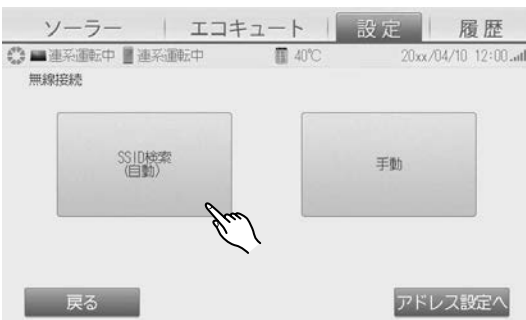 ソーラー エコキュート 設定 履歴
連系運転中 連系運転中 40℃ 20xx/04/10 12:00
無線接続
SSID検索
(自動)
手動
戻る アドレス設定へ